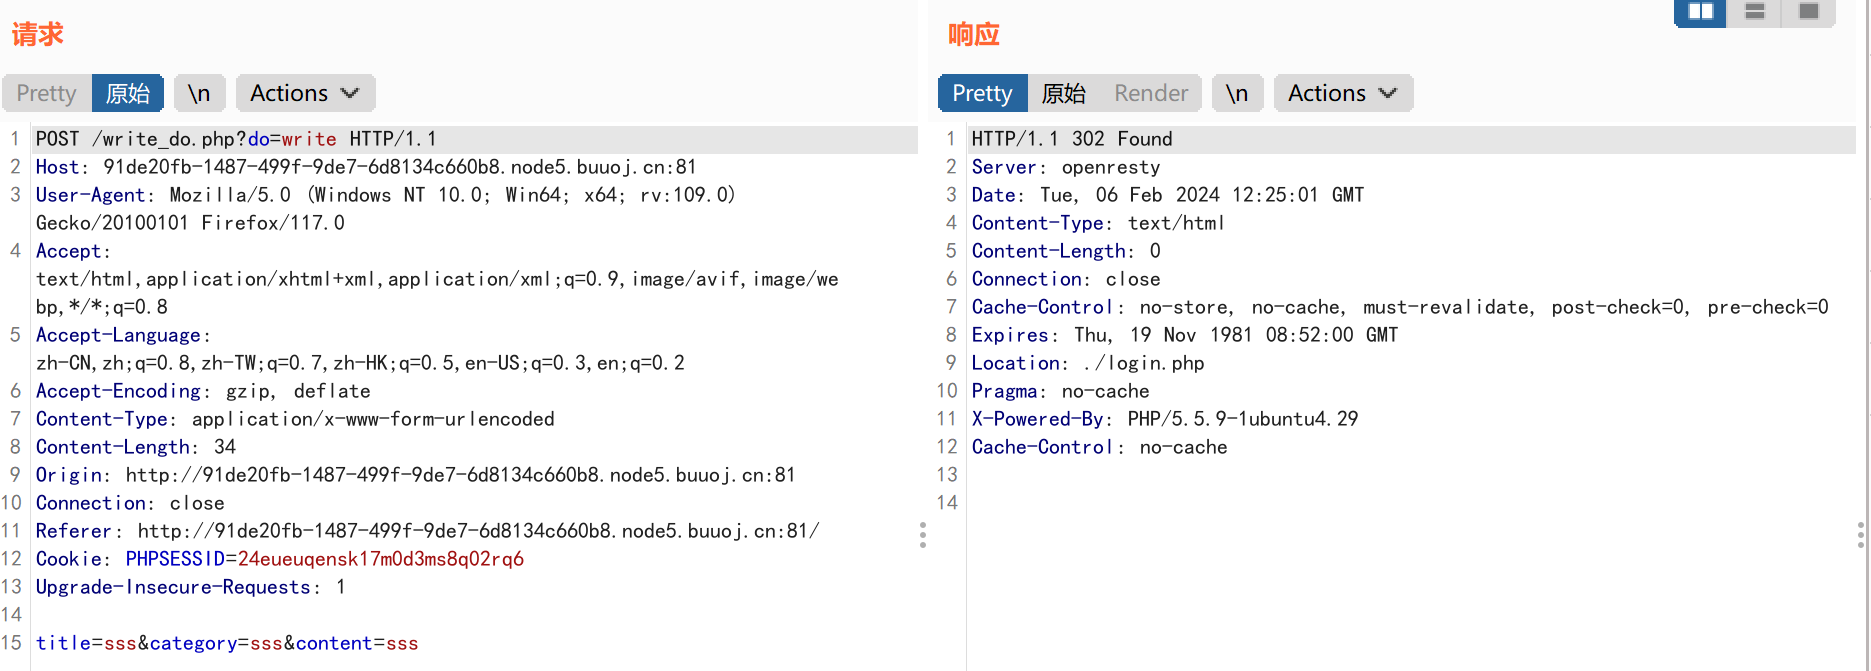 请求
Pretty 原始 \n Actions
1 POST /write_do.php?do=write HTTP/1.1
2 Host: 91de20fb-1487-499f-9de7-6d8134c660b8.node5.buuoj.cn:81
3 User-Agent: Mozilla/5.0 (Windows NT 10.0; Win64; x64; rv:109.0)
Gecko/20100101 Firefox/117.0
4 Accept:
text/html,application/xhtml+xml,application/xml;q=0.9,image/avif,image/we
bp,*/*;q=0.8
5 Accept-Language:
zh-CN,zh;q=0.8,zh-TW;q=0.7,zh-HK;q=0.5,en-US;q=0.3,en;q=0.2
6 Accept-Encoding: gzip, deflate
7 Content-Type: application/x-www-form-urlencoded
8 Content-Length: 34
9 Origin: http://91de20fb-1487-499f-9de7-6d8134c660b8.node5.buuoj.cn:81
10 Connection: close
11 Referer: http://91de20fb-1487-499f-9de7-6d8134c660b8.node5.buuoj.cn:81/
12 Cookie: PHPSESSID=24eueuqensk17m0d3ms8q02rq6
13 Upgrade-Insecure-Requests: 1
14
15 title=sss&category=sss&content=sss
响应
Pretty 原始 Render \n Actions
1 HTTP/1.1 302 Found
2 Server: openresty
3 Date: Tue, 06 Feb 2024 12:25:01 GMT
4 Content-Type: text/html
5 Content-Length: 0
6 Connection: close
7 Cache-Control: no-store, no-cache, must-revalidate, post-check=0, pre-check=0
8 Expires: Thu, 19 Nov 1981 08:52:00 GMT
9 Location: ./login.php
10 Pragma: no-cache
11 X-Powered-By: PHP/5.5.9-1ubuntu4.29
12 Cache-Control: no-cache
13
14